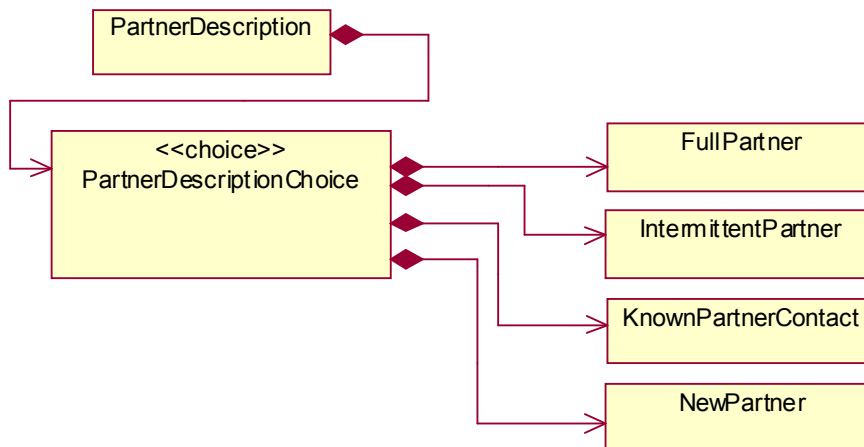 PartnerDescription
<<choice>>
PartnerDescriptionChoice
FullPartner
IntermittentPartner
KnownPartnerContact
NewPartner